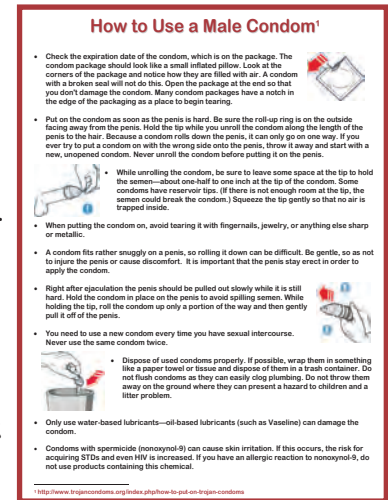 How to Use a Male Condom¹
• Check the expiration date of the condom, which is on the package. The
condom package should look like a small inflated pillow. Look at the
corners of the package and notice how they are filled with air. A condom
with a broken seal will not do this. Open the package at the end so that
you don't damage the condom. Many condom packages have a notch in
the edge of the packaging as a place to begin tearing.
• Put on the condom as soon as the penis is hard. Be sure the roll-up ring is on the outside
facing away from the penis. Hold the tip while you unroll the condom along the length of the
penis to the hair. Because a condom rolls down the penis, it can only go on one way. If you
ever try to put a condom on with the wrong side onto the penis, throw it away and start with a
new, unopened condom. Never unroll the condom before putting it on the penis.
• While unrolling the condom, be sure to leave some space at the tip to hold
the semen—about one-half to one inch at the tip of the condom. Some
condoms have reservoir tips. (If there is not enough room at the tip, the
semen could break the condom.) Squeeze the tip gently so that no air is
trapped inside.
• When putting the condom on, avoid tearing it with fingernails, jewelry, or anything else sharp
or metallic.
• A condom fits rather snuggly on a penis, so rolling it down can be difficult. Be gentle, so as not
to injure the penis or cause discomfort. It is important that the penis stay erect in order to
apply the condom.
• Right after ejaculation the penis should be pulled out slowly while it is still
hard. Hold the condom in place on the penis to avoid spilling semen. While
holding the tip, roll the condom up only a portion of the way and then gently
pull it off of the penis.
• You need to use a new condom every time you have sexual intercourse.
Never use the same condom twice.
• Dispose of used condoms properly. If possible, wrap them in something
like a paper towel or tissue and dispose of them in a trash container. Do
not flush condoms as they can easily clog plumbing. Do not throw them
away on the ground where they can present a hazard to children and a
litter problem.
• Only use water-based lubricants—oil-based lubricants (such as Vaseline) can damage the
condom.
• Condoms with spermicide (nonoxynol-9) can cause skin irritation. If this occurs, the risk for
acquiring STDs and even HIV is increased. If you have an allergic reaction to nonoxynol-9, do
not use products containing this chemical.
¹ http://www.trojancondoms.org/index.php/how-to-put-on-trojan-condoms